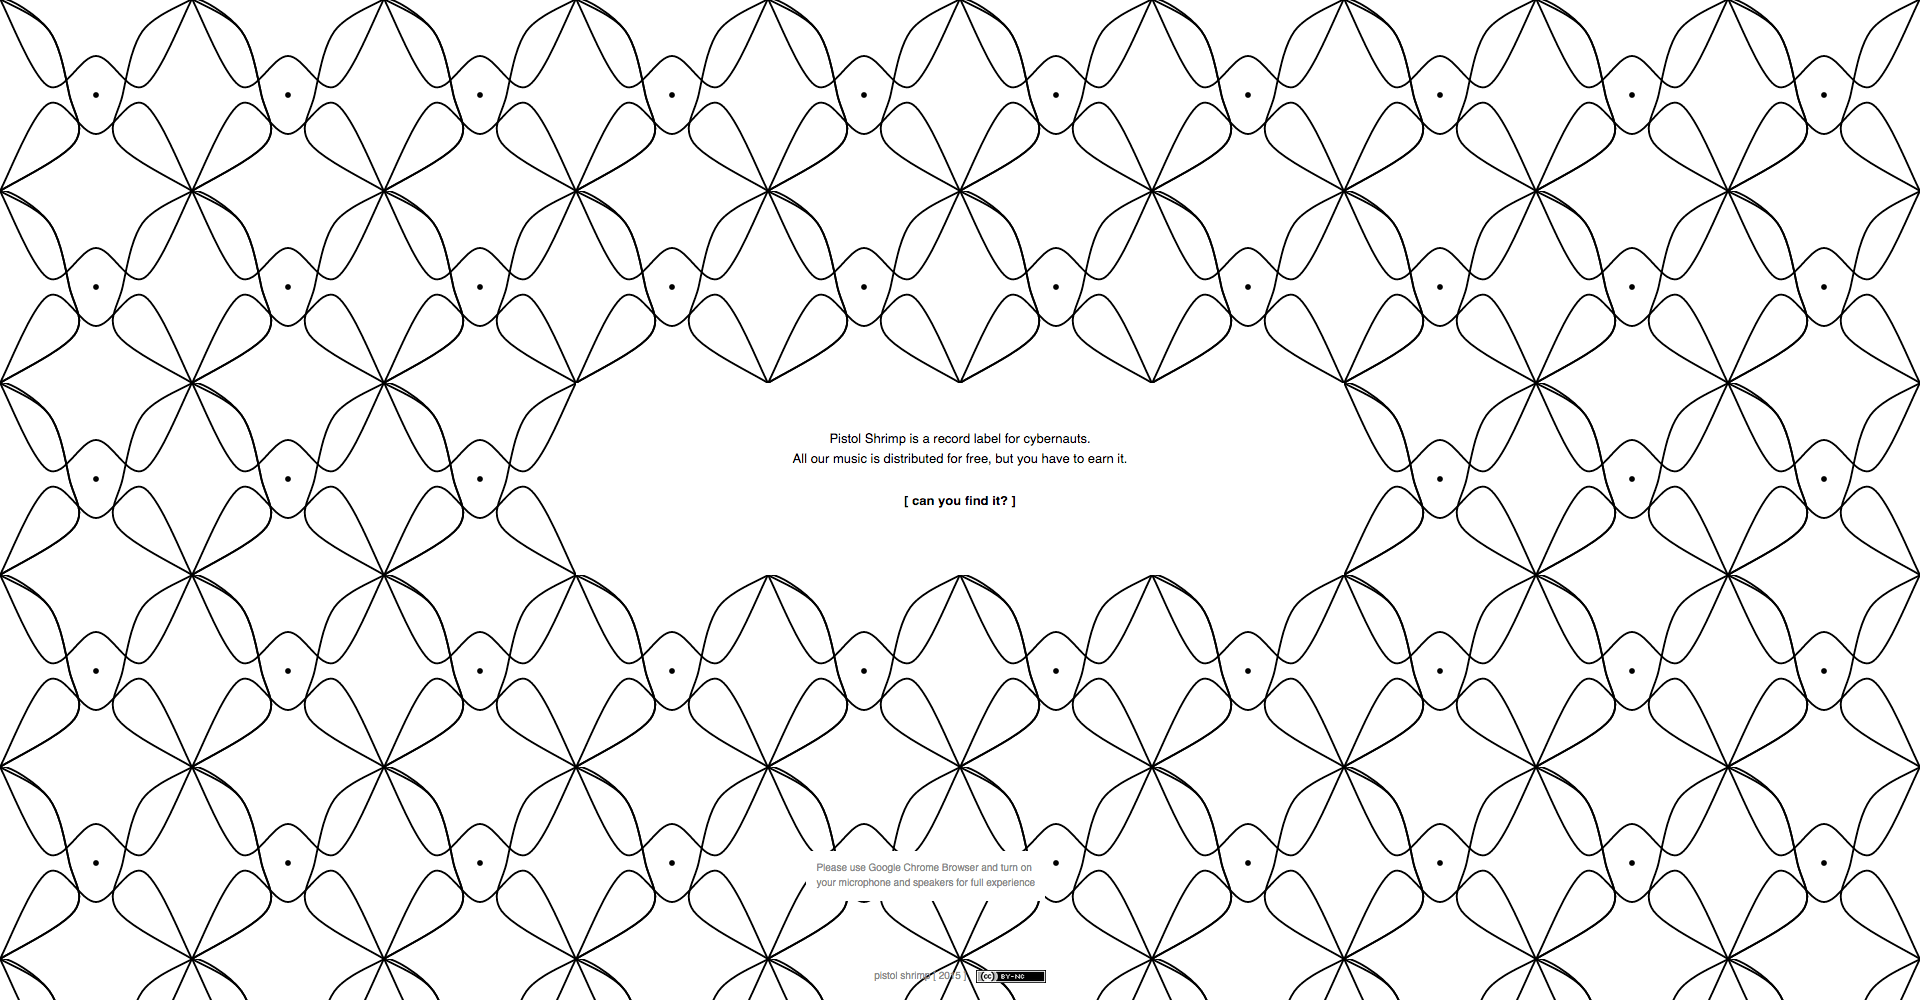 Pistol Shrimp is a record label for cybernauts.
All our music is distributed for free, but you have to earn it.
[ can you find it? ]
Please use Google Chrome Browser and turn on
your microphone and speakers for full experience
pistol shrimp [ 2015 ]
(cc) BY-NC